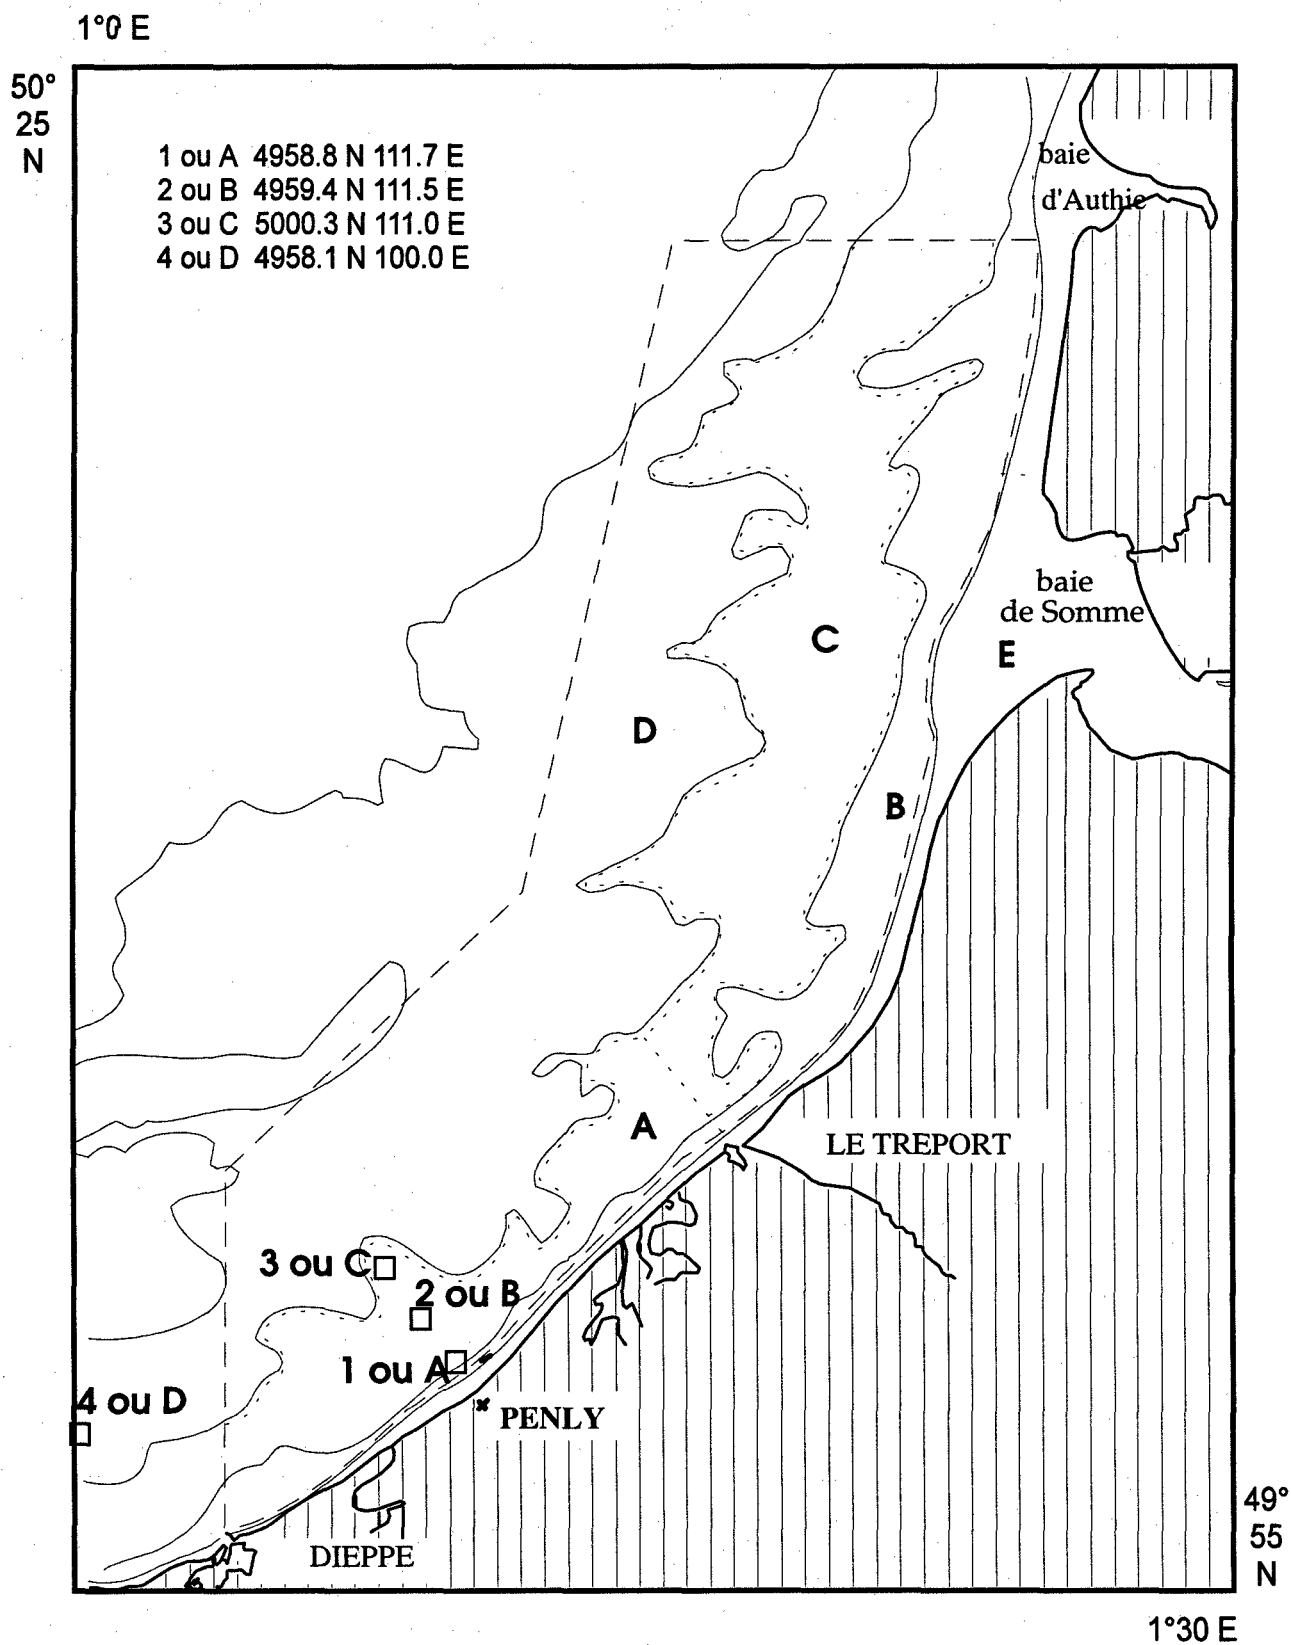 1°0 E
50°
25
N
1 ou A 4958.8 N 111.7 E
2 ou B 4959.4 N 111.5 E
3 ou C 5000.3 N 111.0 E
4 ou D 4958.1 N 100.0 E
baie
d'Authie
baie
de Somme
E
C
D
B
A
LE TREPORT
3 ou C
2 ou B
1 ou A
4 ou D
PENLY
DIEPPE
49°
55
N
1°30 E